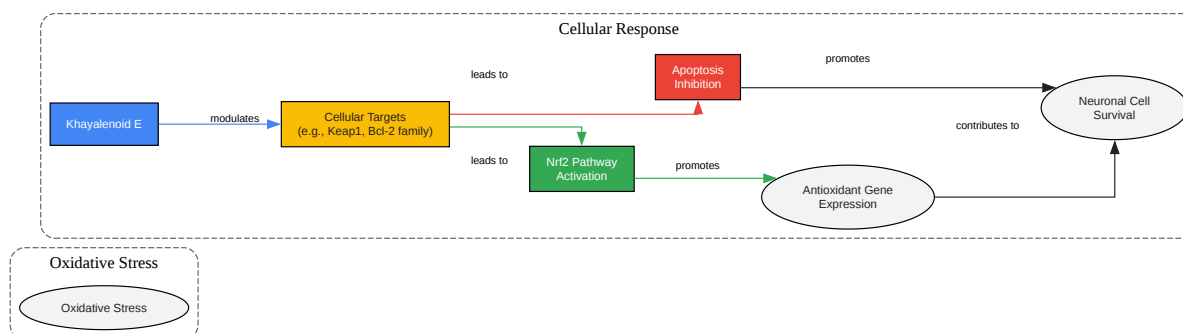 Cellular Response
Khayalenoid E
modulates
Cellular Targets
(e.g., Keap1, Bcl-2 family)
leads to
Apoptosis
Inhibition
promotes
Neuronal Cell
Survival
leads to
Nrf2 Pathway
Activation
promotes
Antioxidant Gene
Expression
contributes to
Oxidative Stress
Oxidative Stress